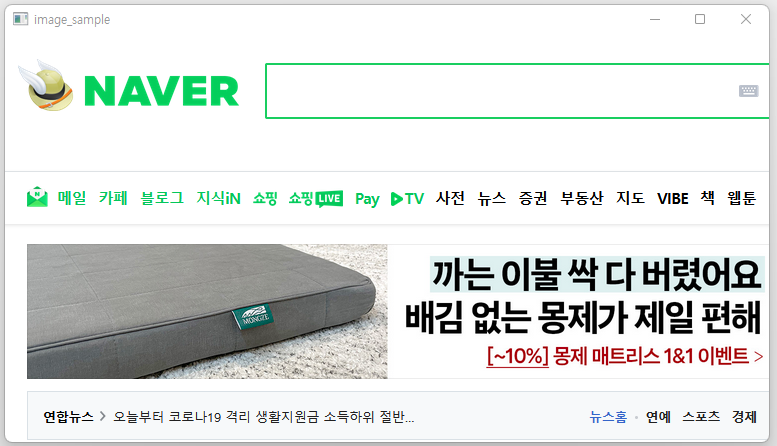 image_sample
NAVER
메일 카페 블로그 지식iN 쇼핑 쇼핑LIVE Pay TV 사전 뉴스 증권 부동산 지도 VIBE 책 웹툰
까는 이불 싹 다 버렸어요
배김 없는 몽제가 제일 편해
[~10%] 몽제 매트리스 1&1 이벤트 >
MONGZE
연합뉴스 > 오늘부터 코로나19 격리 생활지원금 소득하위 절반... 뉴스홈 · 연예 스포츠 경제